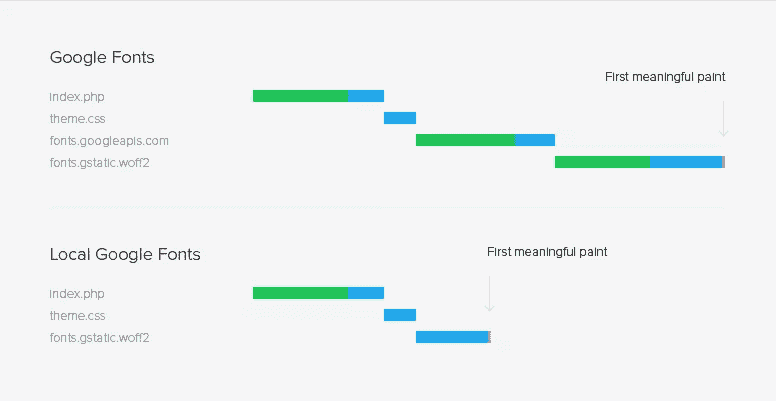 Google Fonts
First meaningful paint
index.php
theme.css
fonts.googleapis.com
fonts.gstatic.woff2
Local Google Fonts
First meaningful paint
index.php
theme.css
fonts.gstatic.woff2